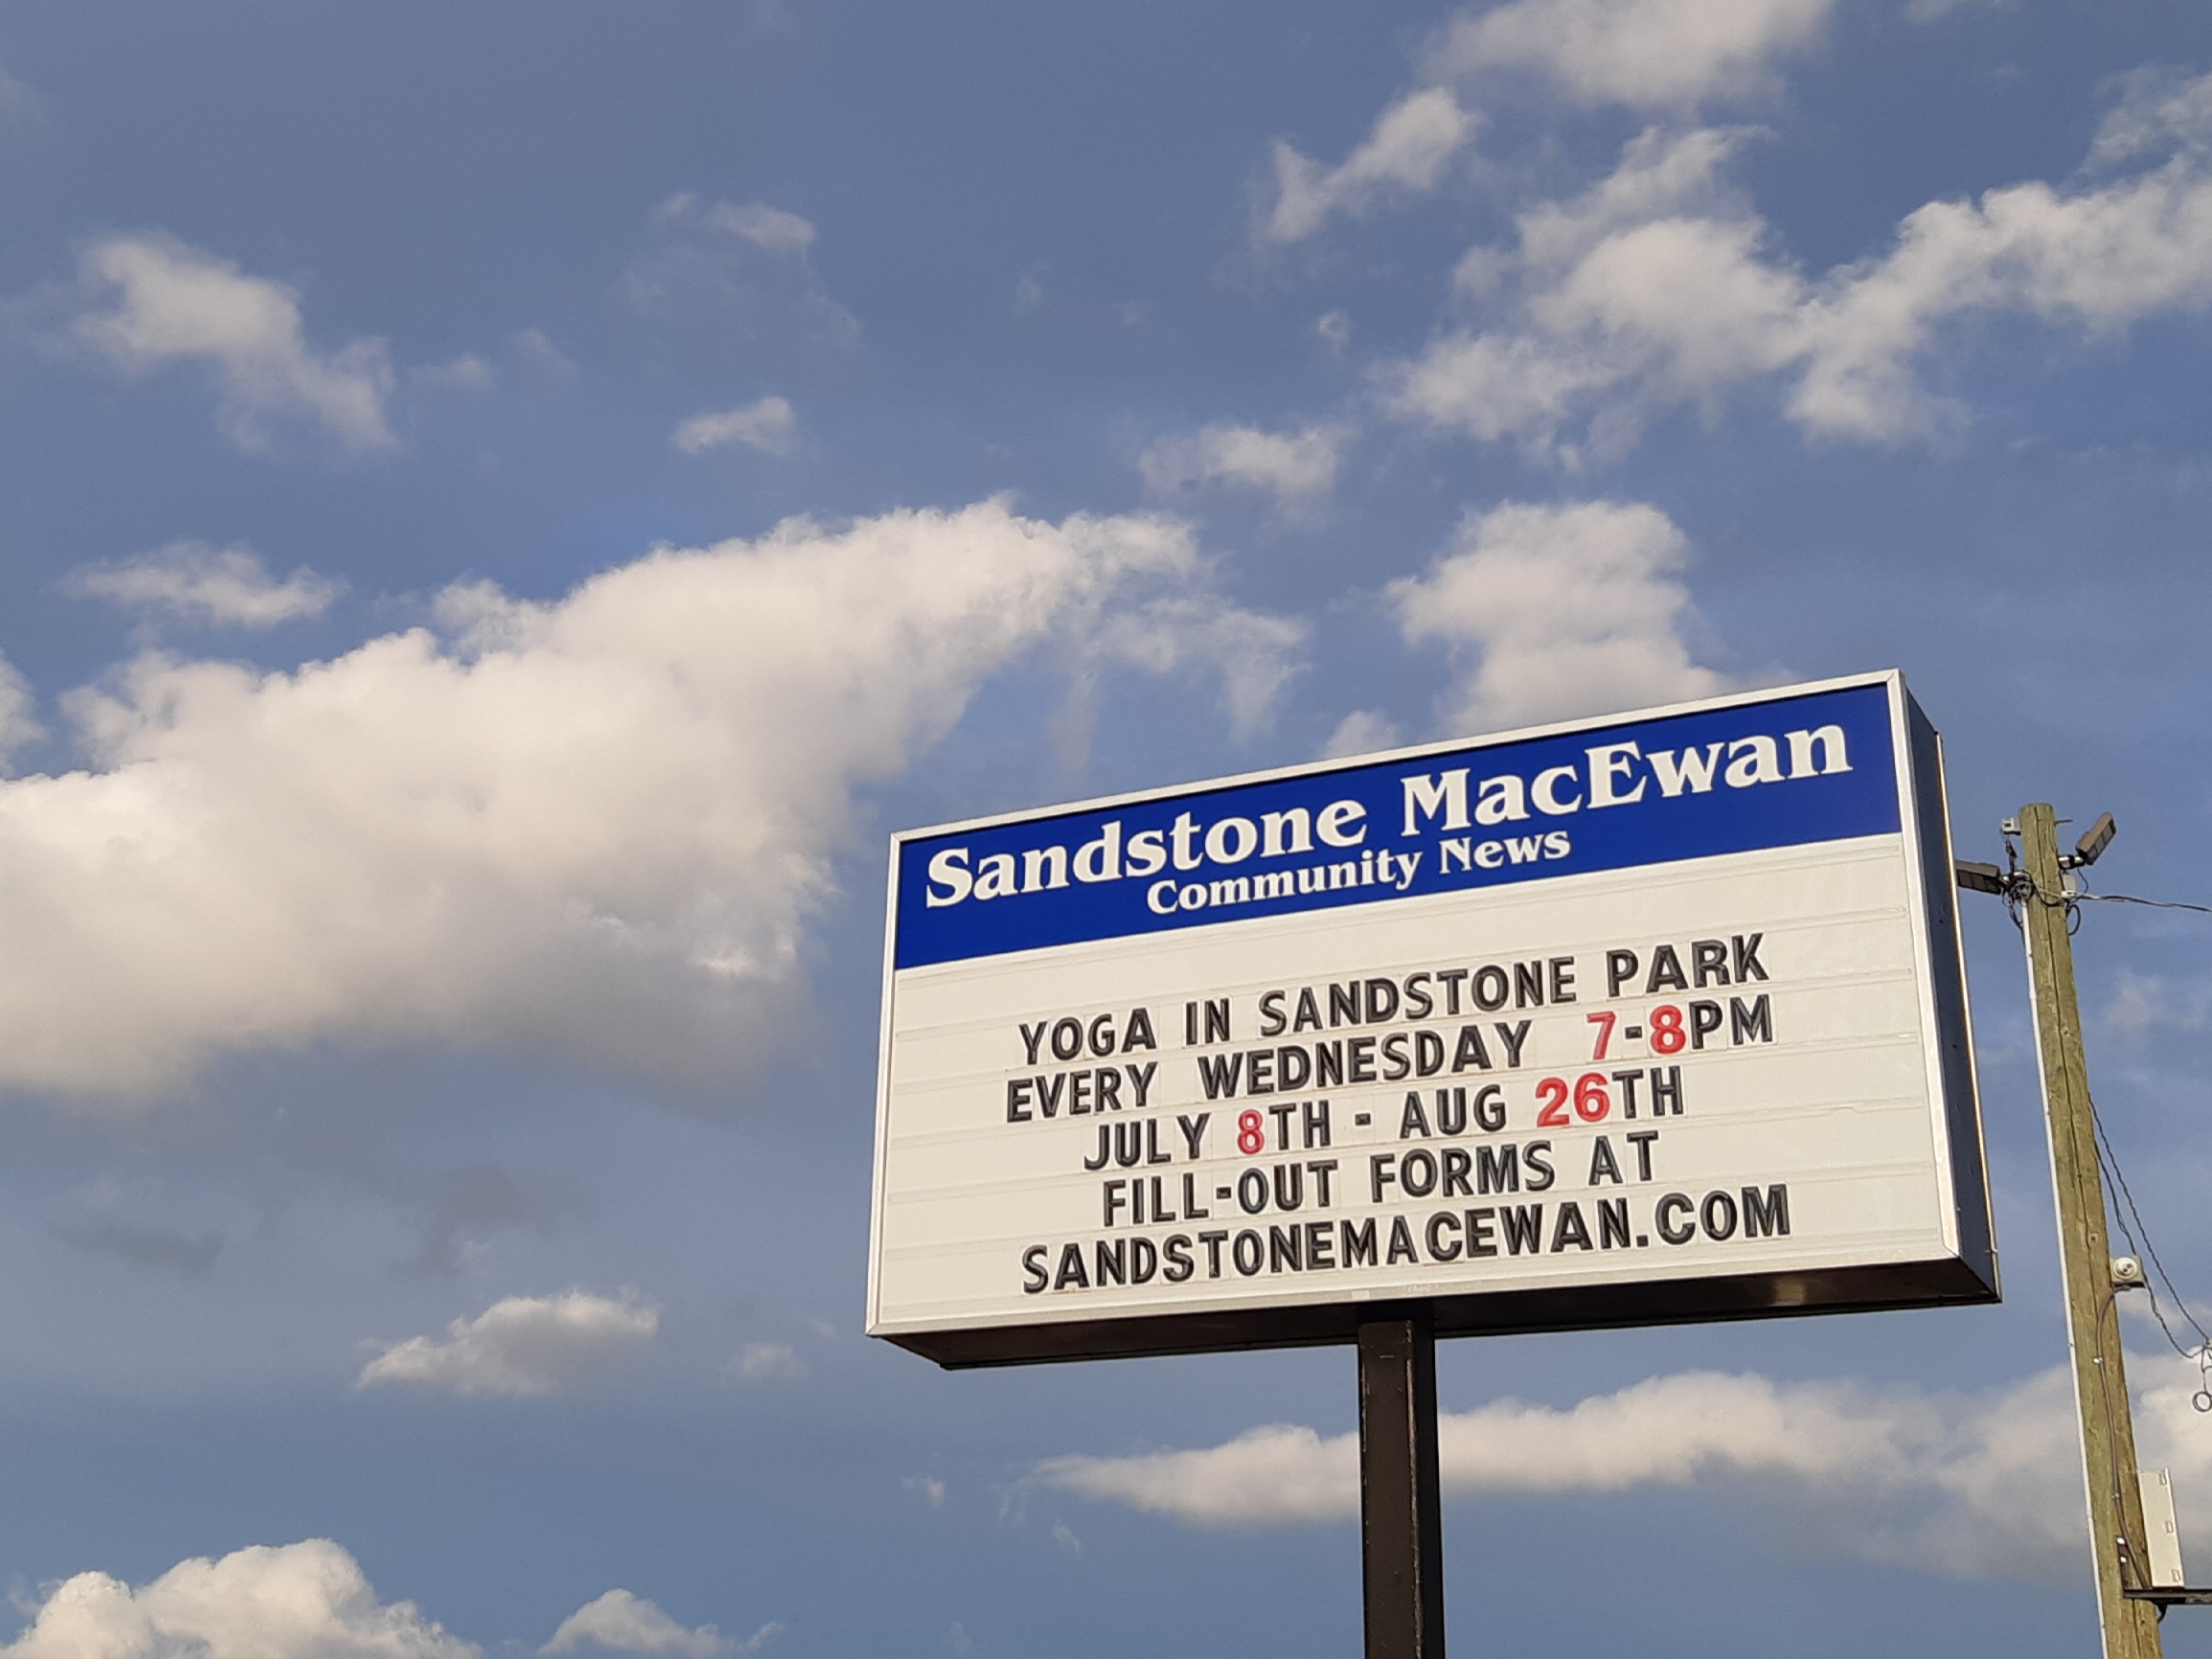 Sandstone MacEwan
Community News
YOGA IN SANDSTONE PARK
EVERY WEDNESDAY 7-8PM
JULY 8TH - AUG 26TH
FILL-OUT FORMS AT
SANDSTONEMACEWAN.COM